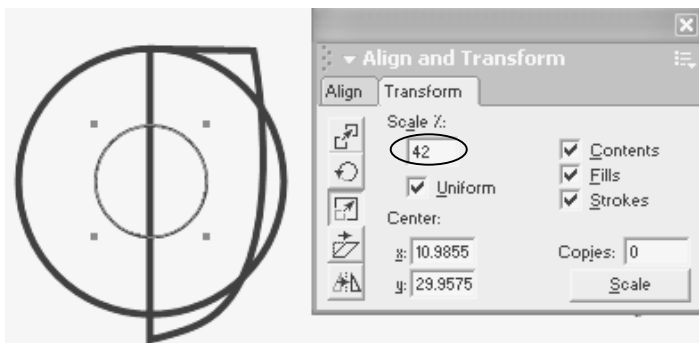 Align and Transform
Align Transform
Scale %:
42
Uniform
Contents
Fills
Strokes
Center:
x: 10.9855
y: 29.9575
Copies: 0
Scale